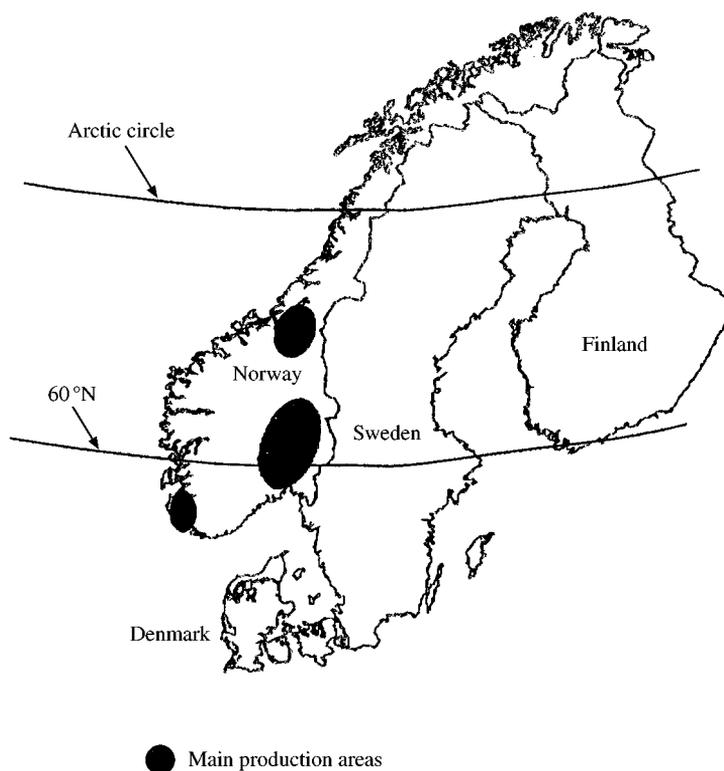 Arctic circle
Finland
Norway
60°N
Sweden
Denmark
Main production areas